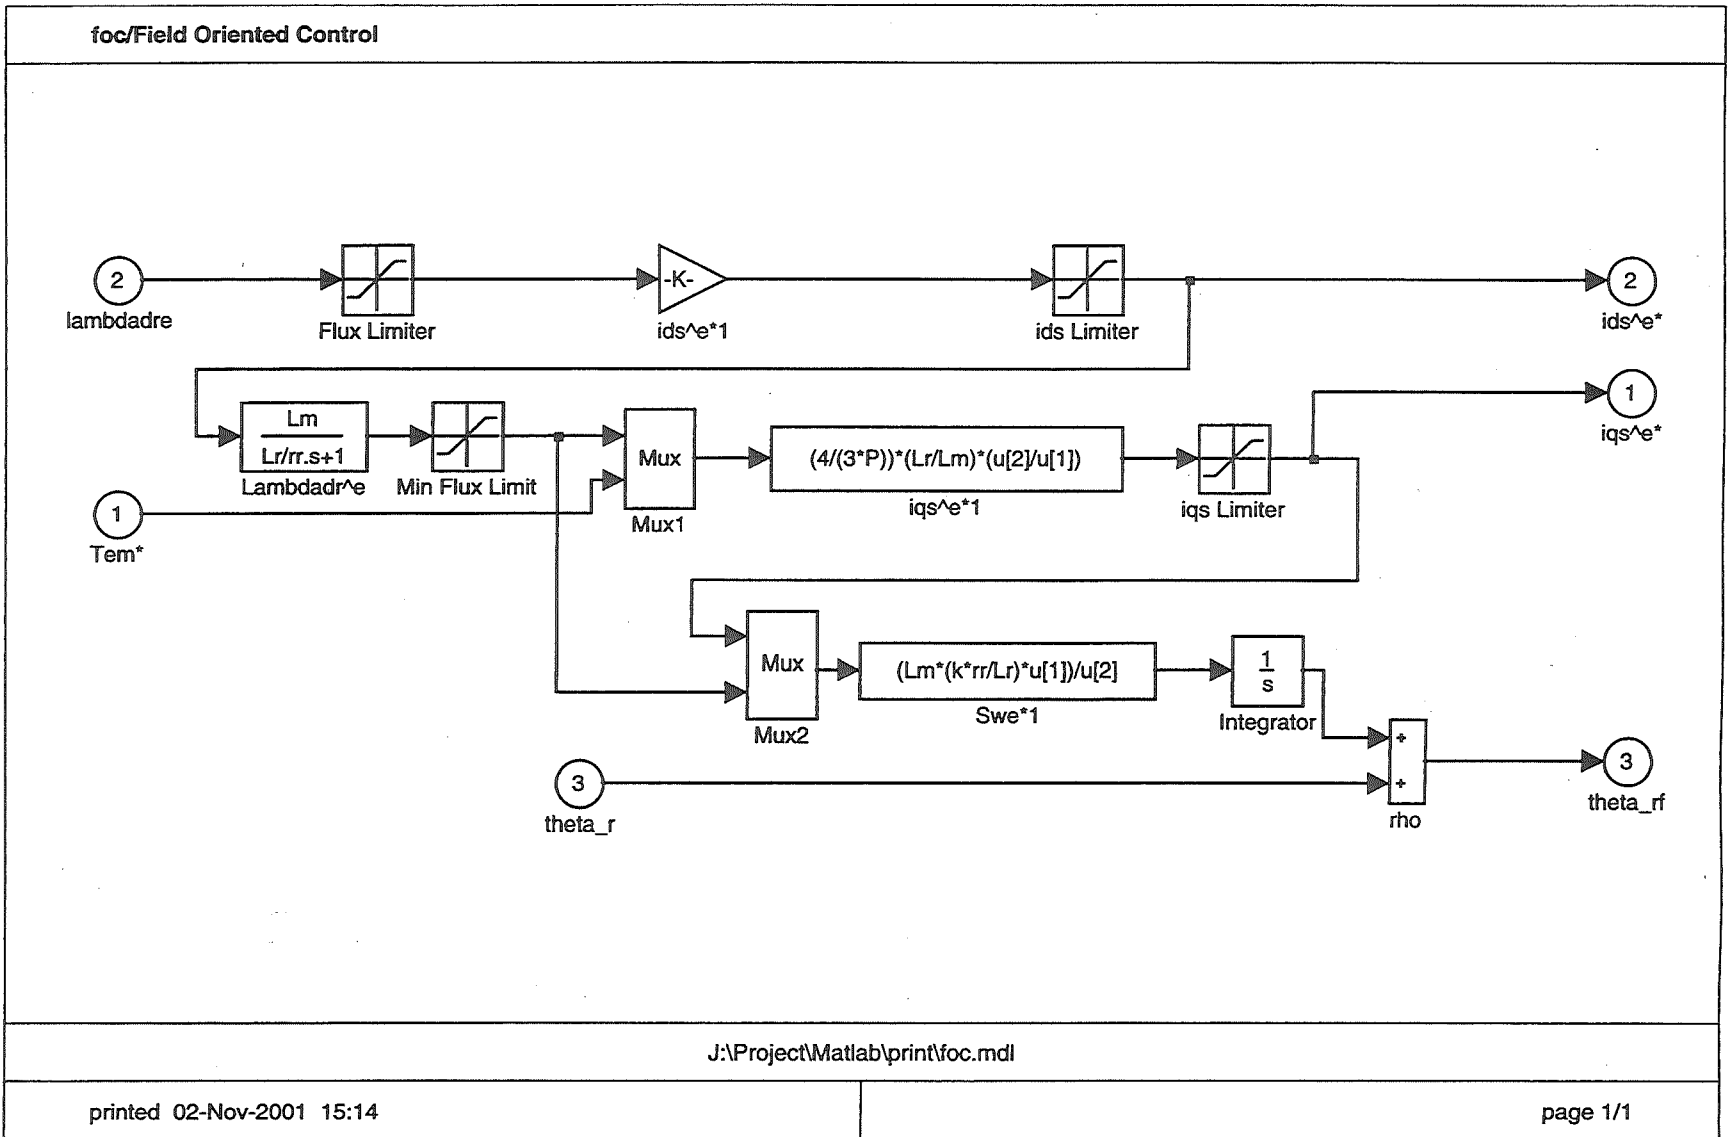 foc/Field Oriented Control
2
lambdadre
Flux Limiter
-K-
ids^e*1
ids Limiter
2
ids^e*
1
iqs^e*
Lm
Lr/rr.s+1
Lambdadr^e
Min Flux Limit
Mux
Mux1
(4/(3*P))*(Lr/Lm)*(u[2]/u[1])
iqs^e*1
iqs Limiter
1
Tem*
Mux
Mux2
(Lm*(k*rr/Lr)*u[1])/u[2]
Swe*1
1
s
Integrator
3
theta_r
+
+
rho
3
theta_rf
J:\Project\Matlab\print\foc.mdl
printed 02-Nov-2001 15:14
page 1/1